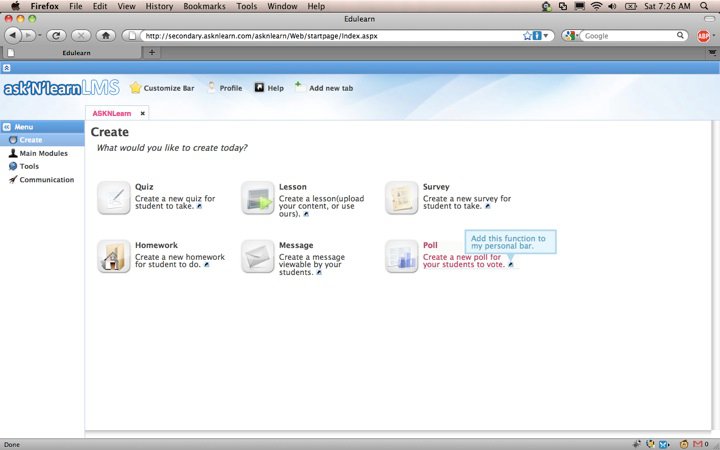 Firefox File Edit View History Bookmarks Tools Window Help
Sat 7:26 AM
Edulearn
http://secondary.asknlearn.com/asknlearn/Web/startpage/Index.aspx
Google
ABP
Edulearn
ask'N'learn LMS
Customize Bar
Profile
Help
Add new tab
Menu
Create
Main Modules
Tools
Communication
ASKNLearn
Create
What would you like to create today?
Quiz
Create a new quiz for
student to take.
Lesson
Create a lesson(upload
your content, or use
ours).
Survey
Create a new survey for
student to take.
Homework
Create a new homework
for student to do.
Message
Create a message
viewable by your
students.
Add this function to
my personal bar.
Poll
Create a new poll for
your students to vote.
Done
0